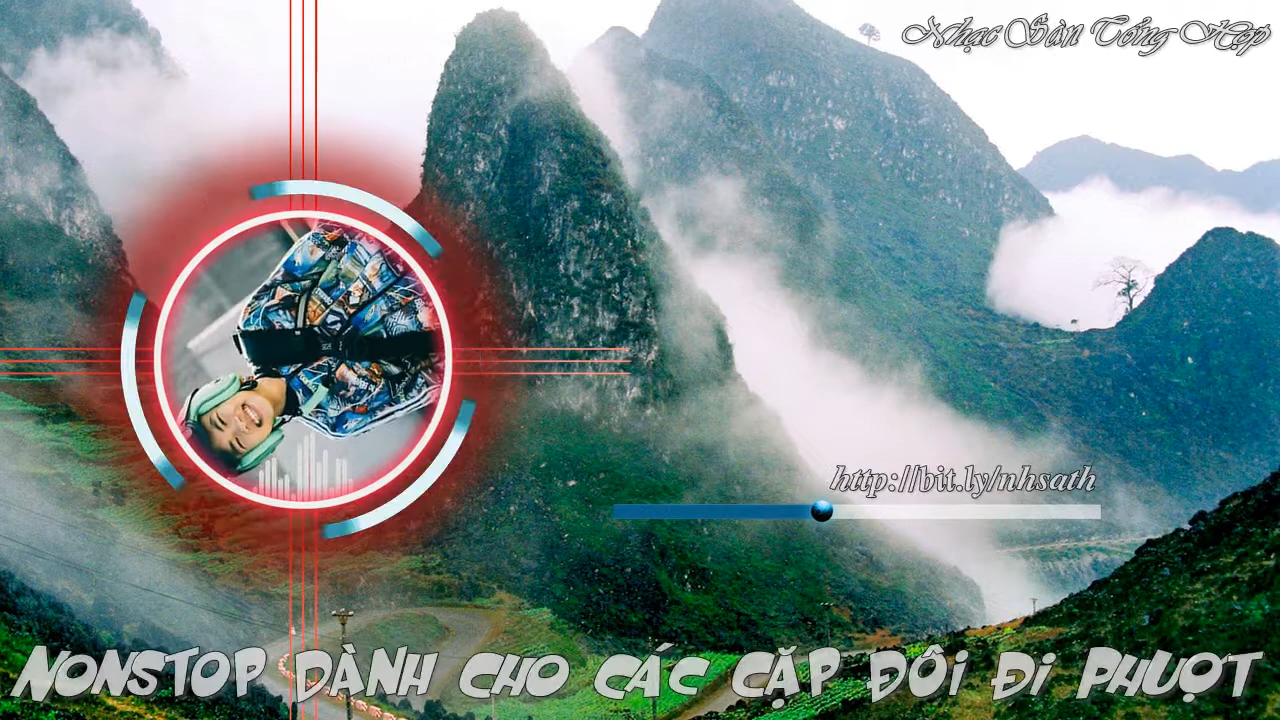 Nhạc Sàn Tổng Hợp
http://bit.ly/nhsath
NONSTOP DÀNH CHO CÁC CẶP ĐÔI ĐI PHƯỢT